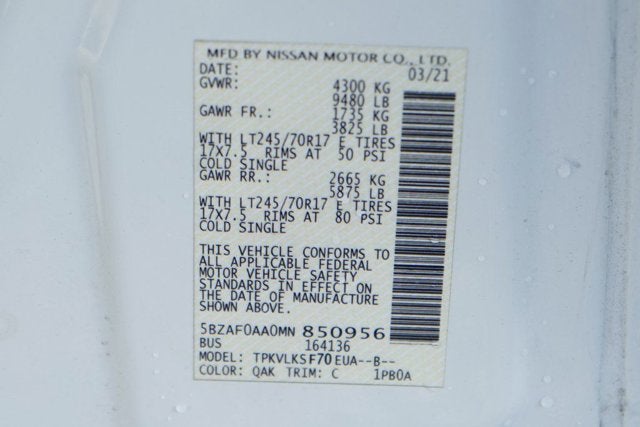 MFD BY NISSAN MOTOR CO., LTD.
DATE: 03/21
GVWR: 4300 KG
9480 LB
GAWR FR.: 1735 KG
3825 LB
WITH LT245/70R17 E TIRES
17X7.5 RIMS AT 50 PSI
COLD SINGLE
GAWR RR.: 2665 KG
5875 LB
WITH LT245/70R17 E TIRES
17X7.5 RIMS AT 80 PSI
COLD SINGLE
THIS VEHICLE CONFORMS TO
ALL APPLICABLE FEDERAL
MOTOR VEHICLE SAFETY
STANDARDS IN EFFECT ON
THE DATE OF MANUFACTURE
SHOWN ABOVE.
5BZAF0AA0MN 850956
BUS 164136
MODEL: TPKVLKSF70EUA--B--
COLOR: QAK TRIM: C 1PB0A